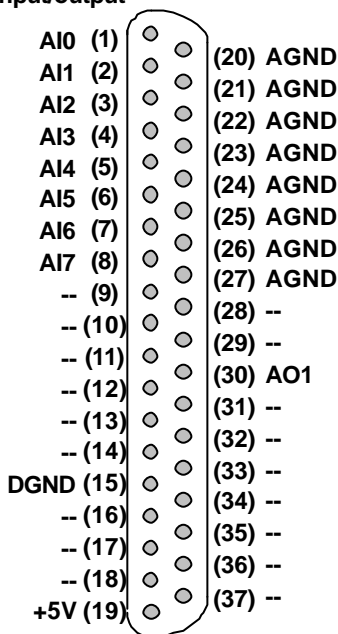 AI0 (1)
(20) AGND
AI1 (2)
(21) AGND
AI2 (3)
(22) AGND
AI3 (4)
(23) AGND
AI4 (5)
(24) AGND
AI5 (6)
(25) AGND
AI6 (7)
(26) AGND
AI7 (8)
(27) AGND
-- (9)
(28) --
-- (10)
(29) --
-- (11)
(30) AO1
-- (12)
(31) --
-- (13)
(32) --
-- (14)
(33) --
DGND (15)
(34) --
-- (16)
(35) --
-- (17)
(36) --
-- (18)
(37) --
+5V (19)